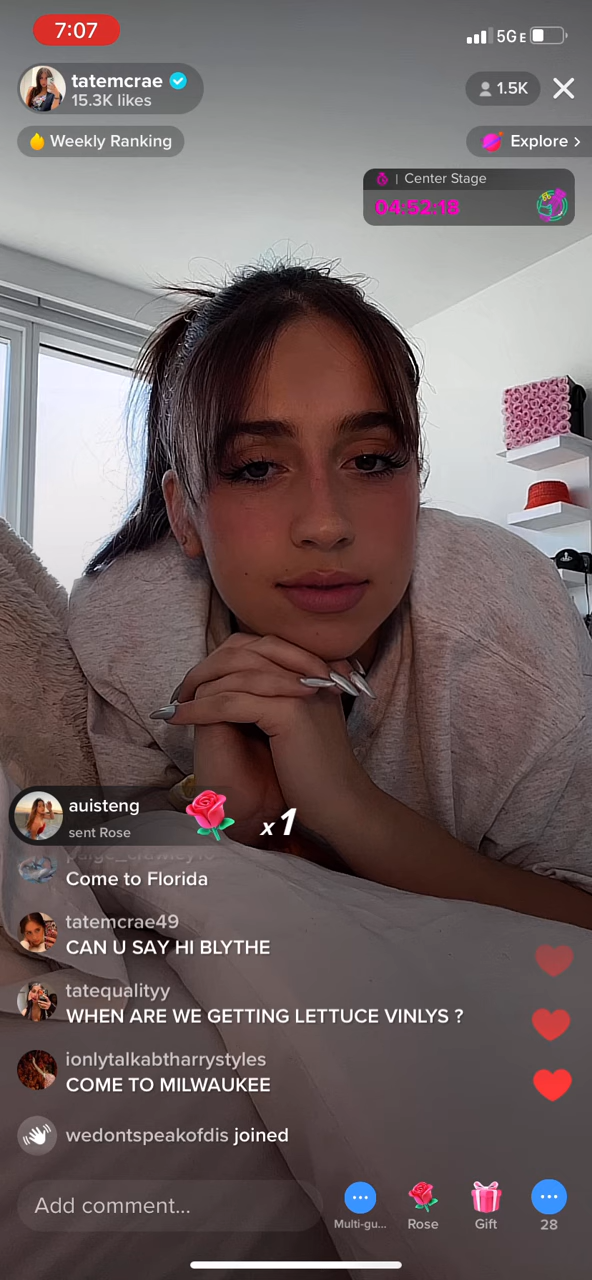 7:07
5GE
tatemcrae
15.3K likes
1.5K
Weekly Ranking
Explore >
| Center Stage
04:52:18
auisteng
sent Rose
x1
Come to Florida
tatemcrae49
CAN U SAY HI BLYTHE
tatequalityy
WHEN ARE WE GETTING LETTUCE VINLYS ?
ionlytalkabtharrystyles
COME TO MILWAUKEE
wedontspeakofdis joined
Add comment...
Multi-gu...
Rose
Gift
28